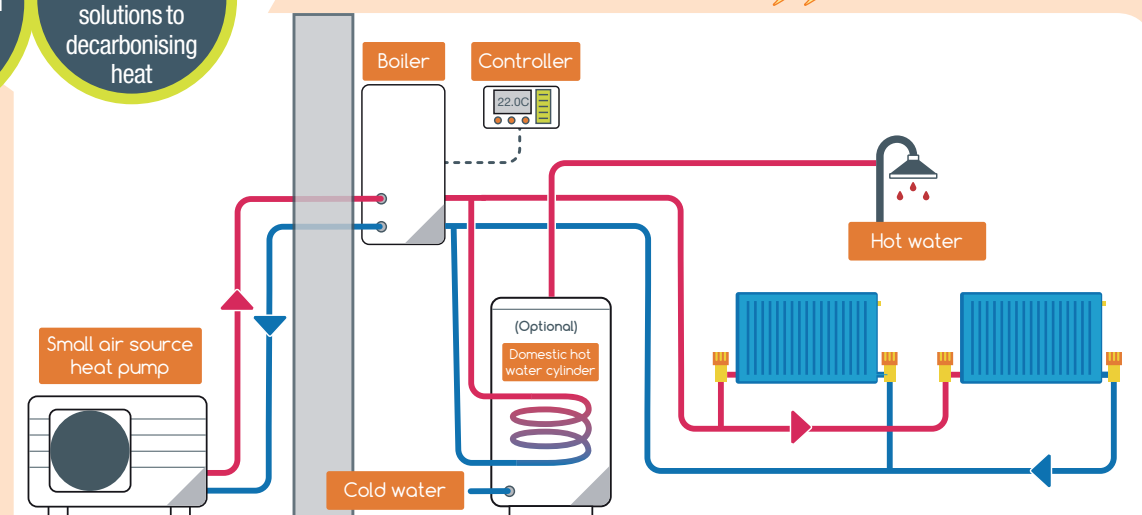 solutions to
decarbonising
heat
Boiler
Controller
22.0C
Hot water
Small air source
heat pump
(Optional)
Domestic hot
water cylinder
Cold water